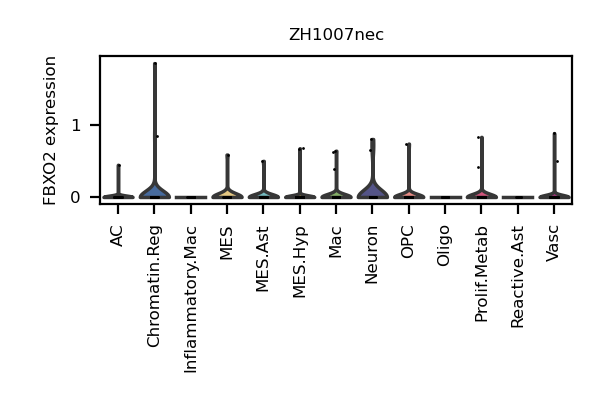 ZH1007nec
FBXO2 expression
1
0
AC
Chromatin.Reg
Inflammatory.Mac
MES
MES.Ast
MES.Hyp
Mac
Neuron
OPC
Oligo
Prolif.Metab
Reactive.Ast
Vasc